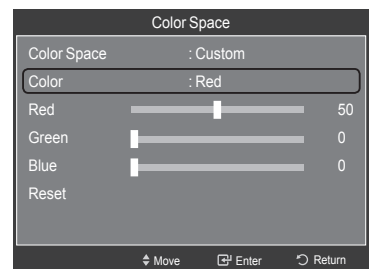 Color Space
Color Space : Custom
Color : Red
Red 50
Green 0
Blue 0
Reset
Move Enter Return